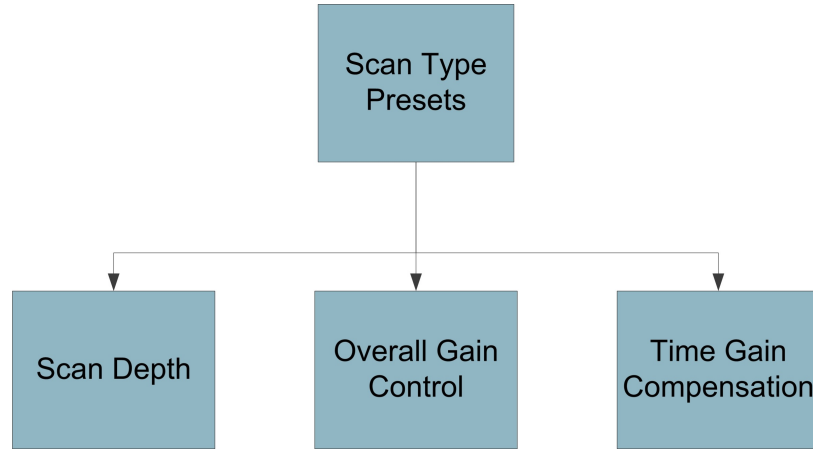 Scan Type
Presets
Scan Depth
Overall Gain
Control
Time Gain
Compensation